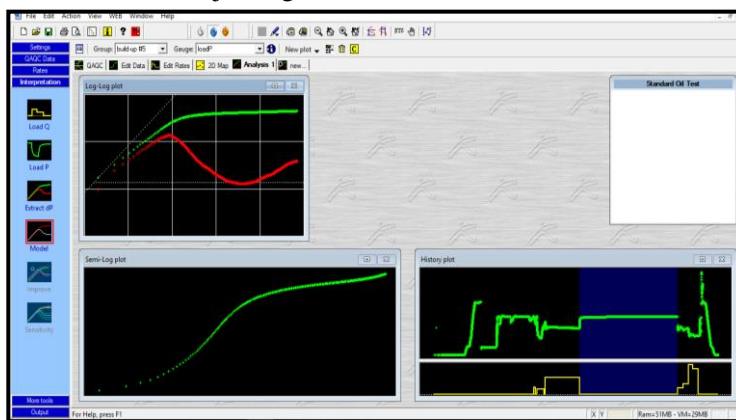 File Edit Action View WEB Window Help
Settings
QAQC Data
Rates
Interpretation
Load Q
Load P
Extract dP
Model
Improve
Sensitivity
More tools
Output
Group: build-up #5 Gauge: loadP New plot
QAQC Edit Data Edit Rates 2D Map Analysis 1 new...
Log-Log plot
Standard Oil Test
Semi-Log plot
History plot
For Help, press F1
X Y
Ram=31MB - VM=29MB